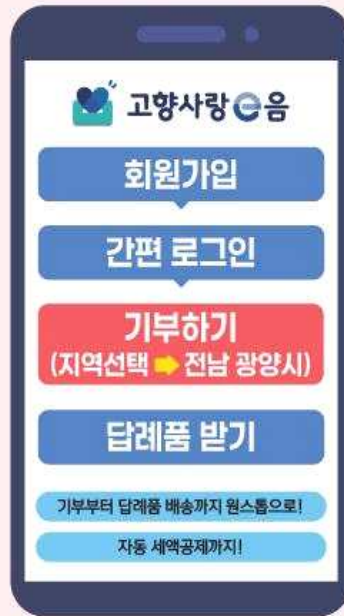 고향사랑e음
회원가입
간편 로그인
기부하기
(지역선택 ➡ 전남 광양시)
답례품 받기
기부부터 답례품 배송까지 원스톱으로!
자동 세액공제까지!